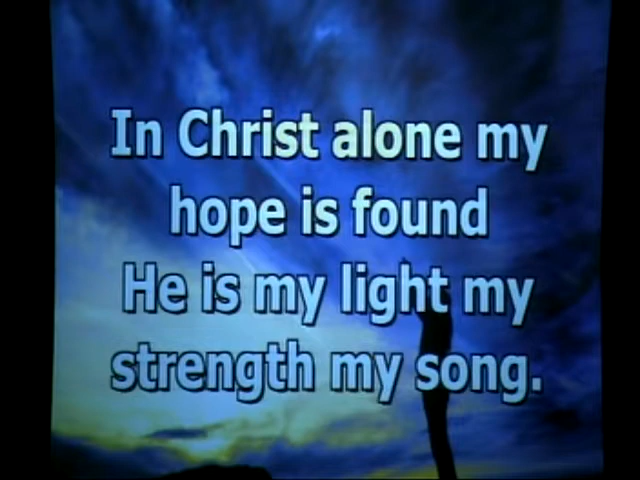 In Christ alone my
hope is found
He is my light my
strength my song.